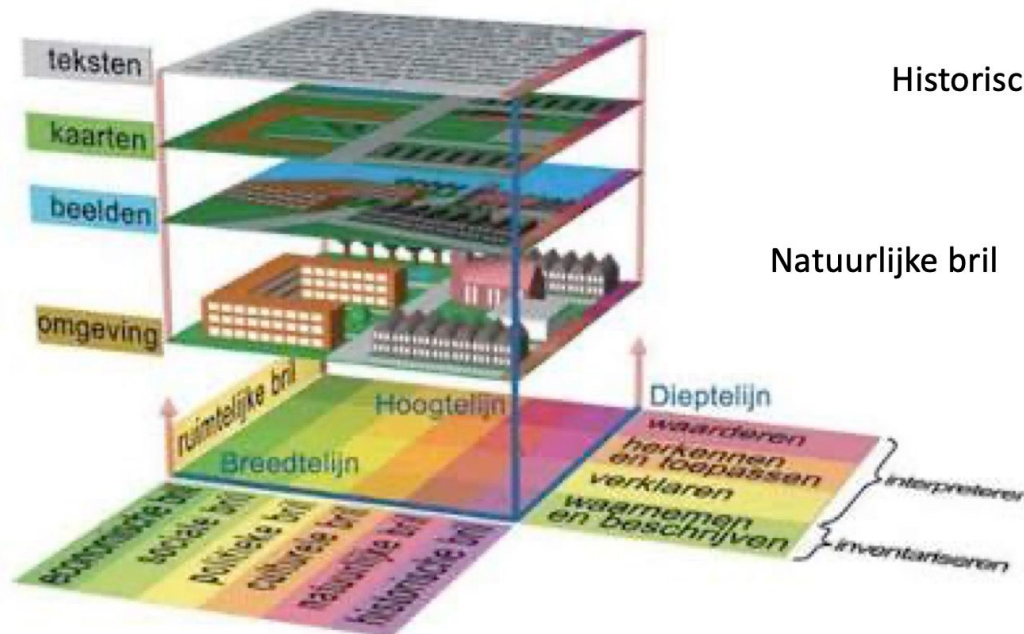 teksten
Historisc
kaarten
beelden
Natuurlijke bril
omgeving
ruimtelijke bril
Hoogtelijn
Dieptelijn
Breedtelijn
waarderen
herkennen
en toepassen
verklaren
waarnemen
en beschrijven
interpreteren
inventariseren
economische bril
sociale bril
politieke bril
culturele bril
natuurlijke bril
historische bril